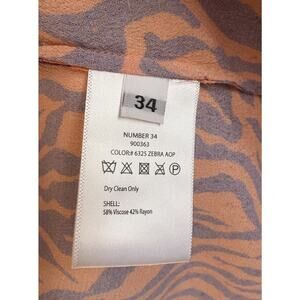 34
NUMBER 34
900363
COLOR# 6325 ZEBRA AOP
Dry Clean Only
SHELL:
58% Viscose 42% Rayon